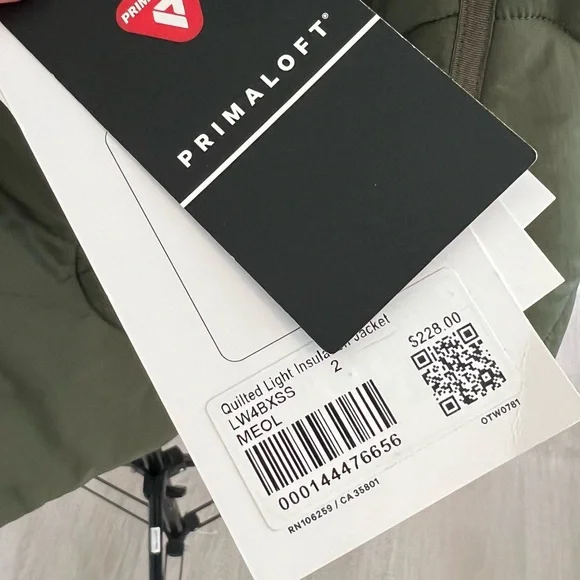 PRIMALOFT®
Quilted Light Insulation Jacket
$228.00
LW4BXSS 2
MEOL
000144476656
OTW0781
RN106259 / CA35801